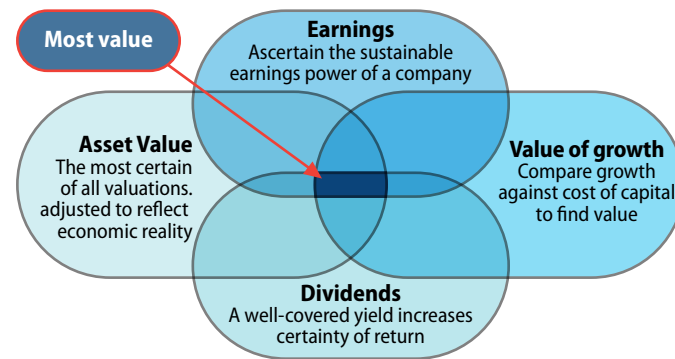 Most value
Earnings
Ascertain the sustainable
earnings power of a company
Asset Value
The most certain
of all valuations.
adjusted to reflect
economic reality
Value of growth
Compare growth
against cost of capital
to find value
Dividends
A well-covered yield increases
certainty of return